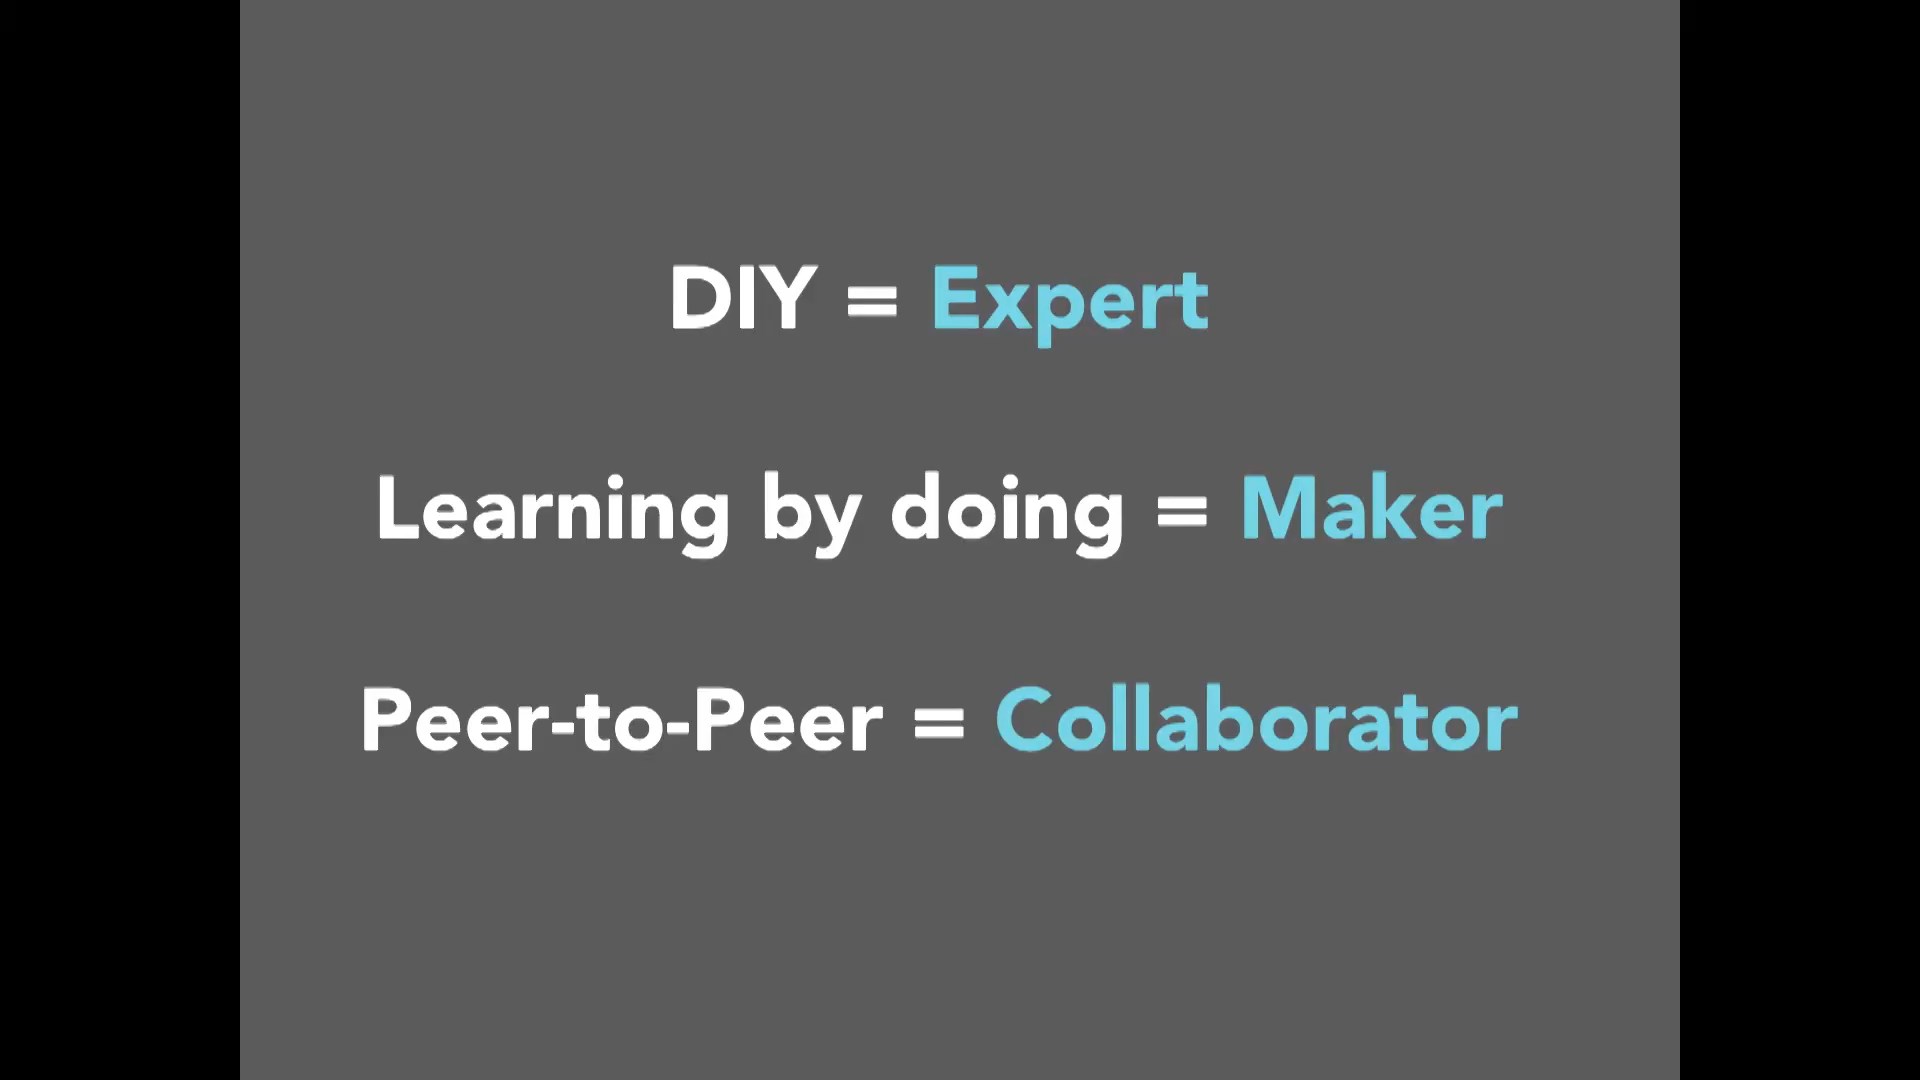 DIY = Expert
Learning by doing = Maker
Peer-to-Peer = Collaborator